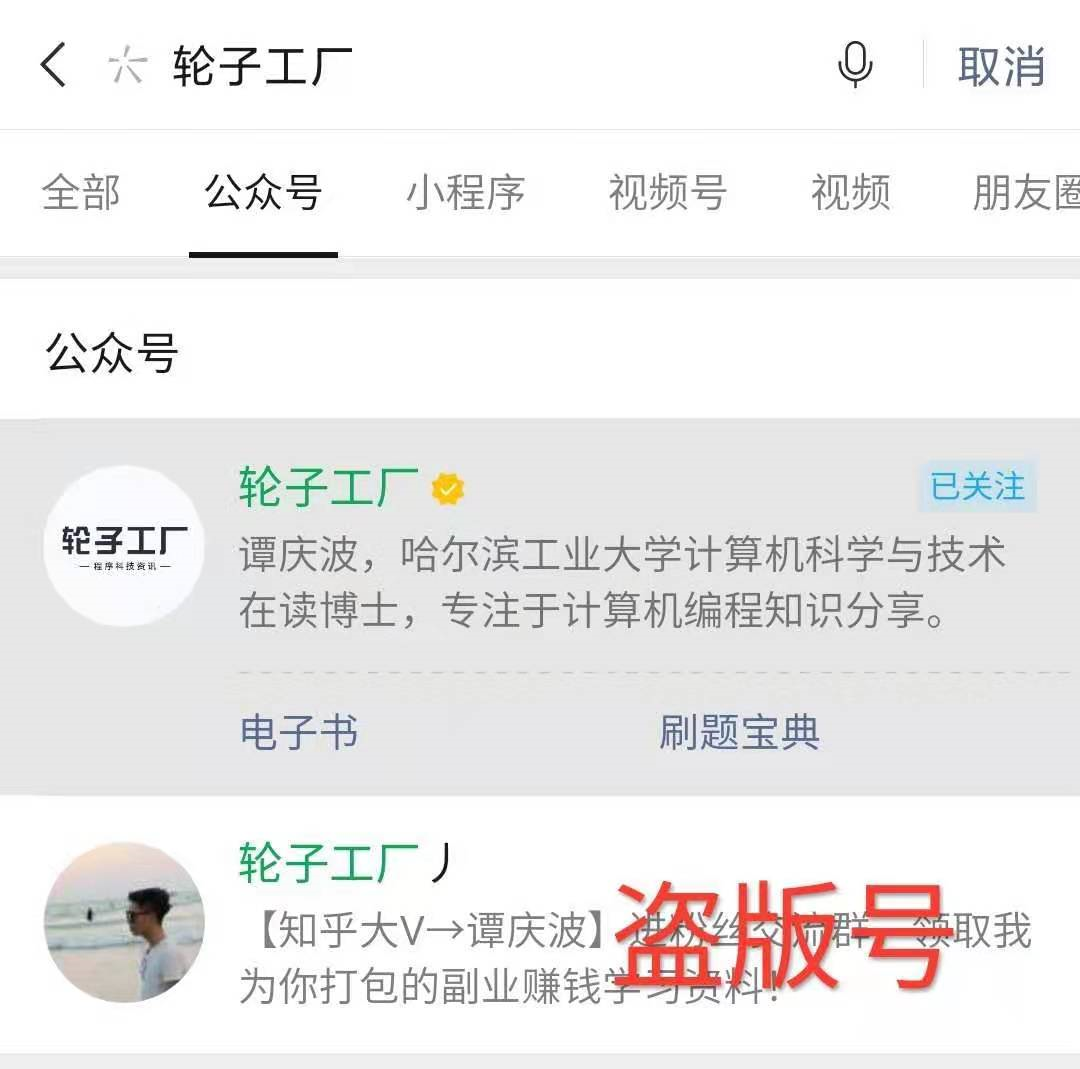 轮子工厂 取消
全部 公众号 小程序 视频号 视频 朋友圈
公众号
轮子工厂
— 程序科技资讯 —
轮子工厂 已关注
谭庆波，哈尔滨工业大学计算机科学与技术
在读博士，专注于计算机编程知识分享。
电子书 刷题宝典
轮子工厂丿
【知乎大V→谭庆波】进粉丝交流群，领取我
为你打包的副业赚钱学习资料！
盗版号